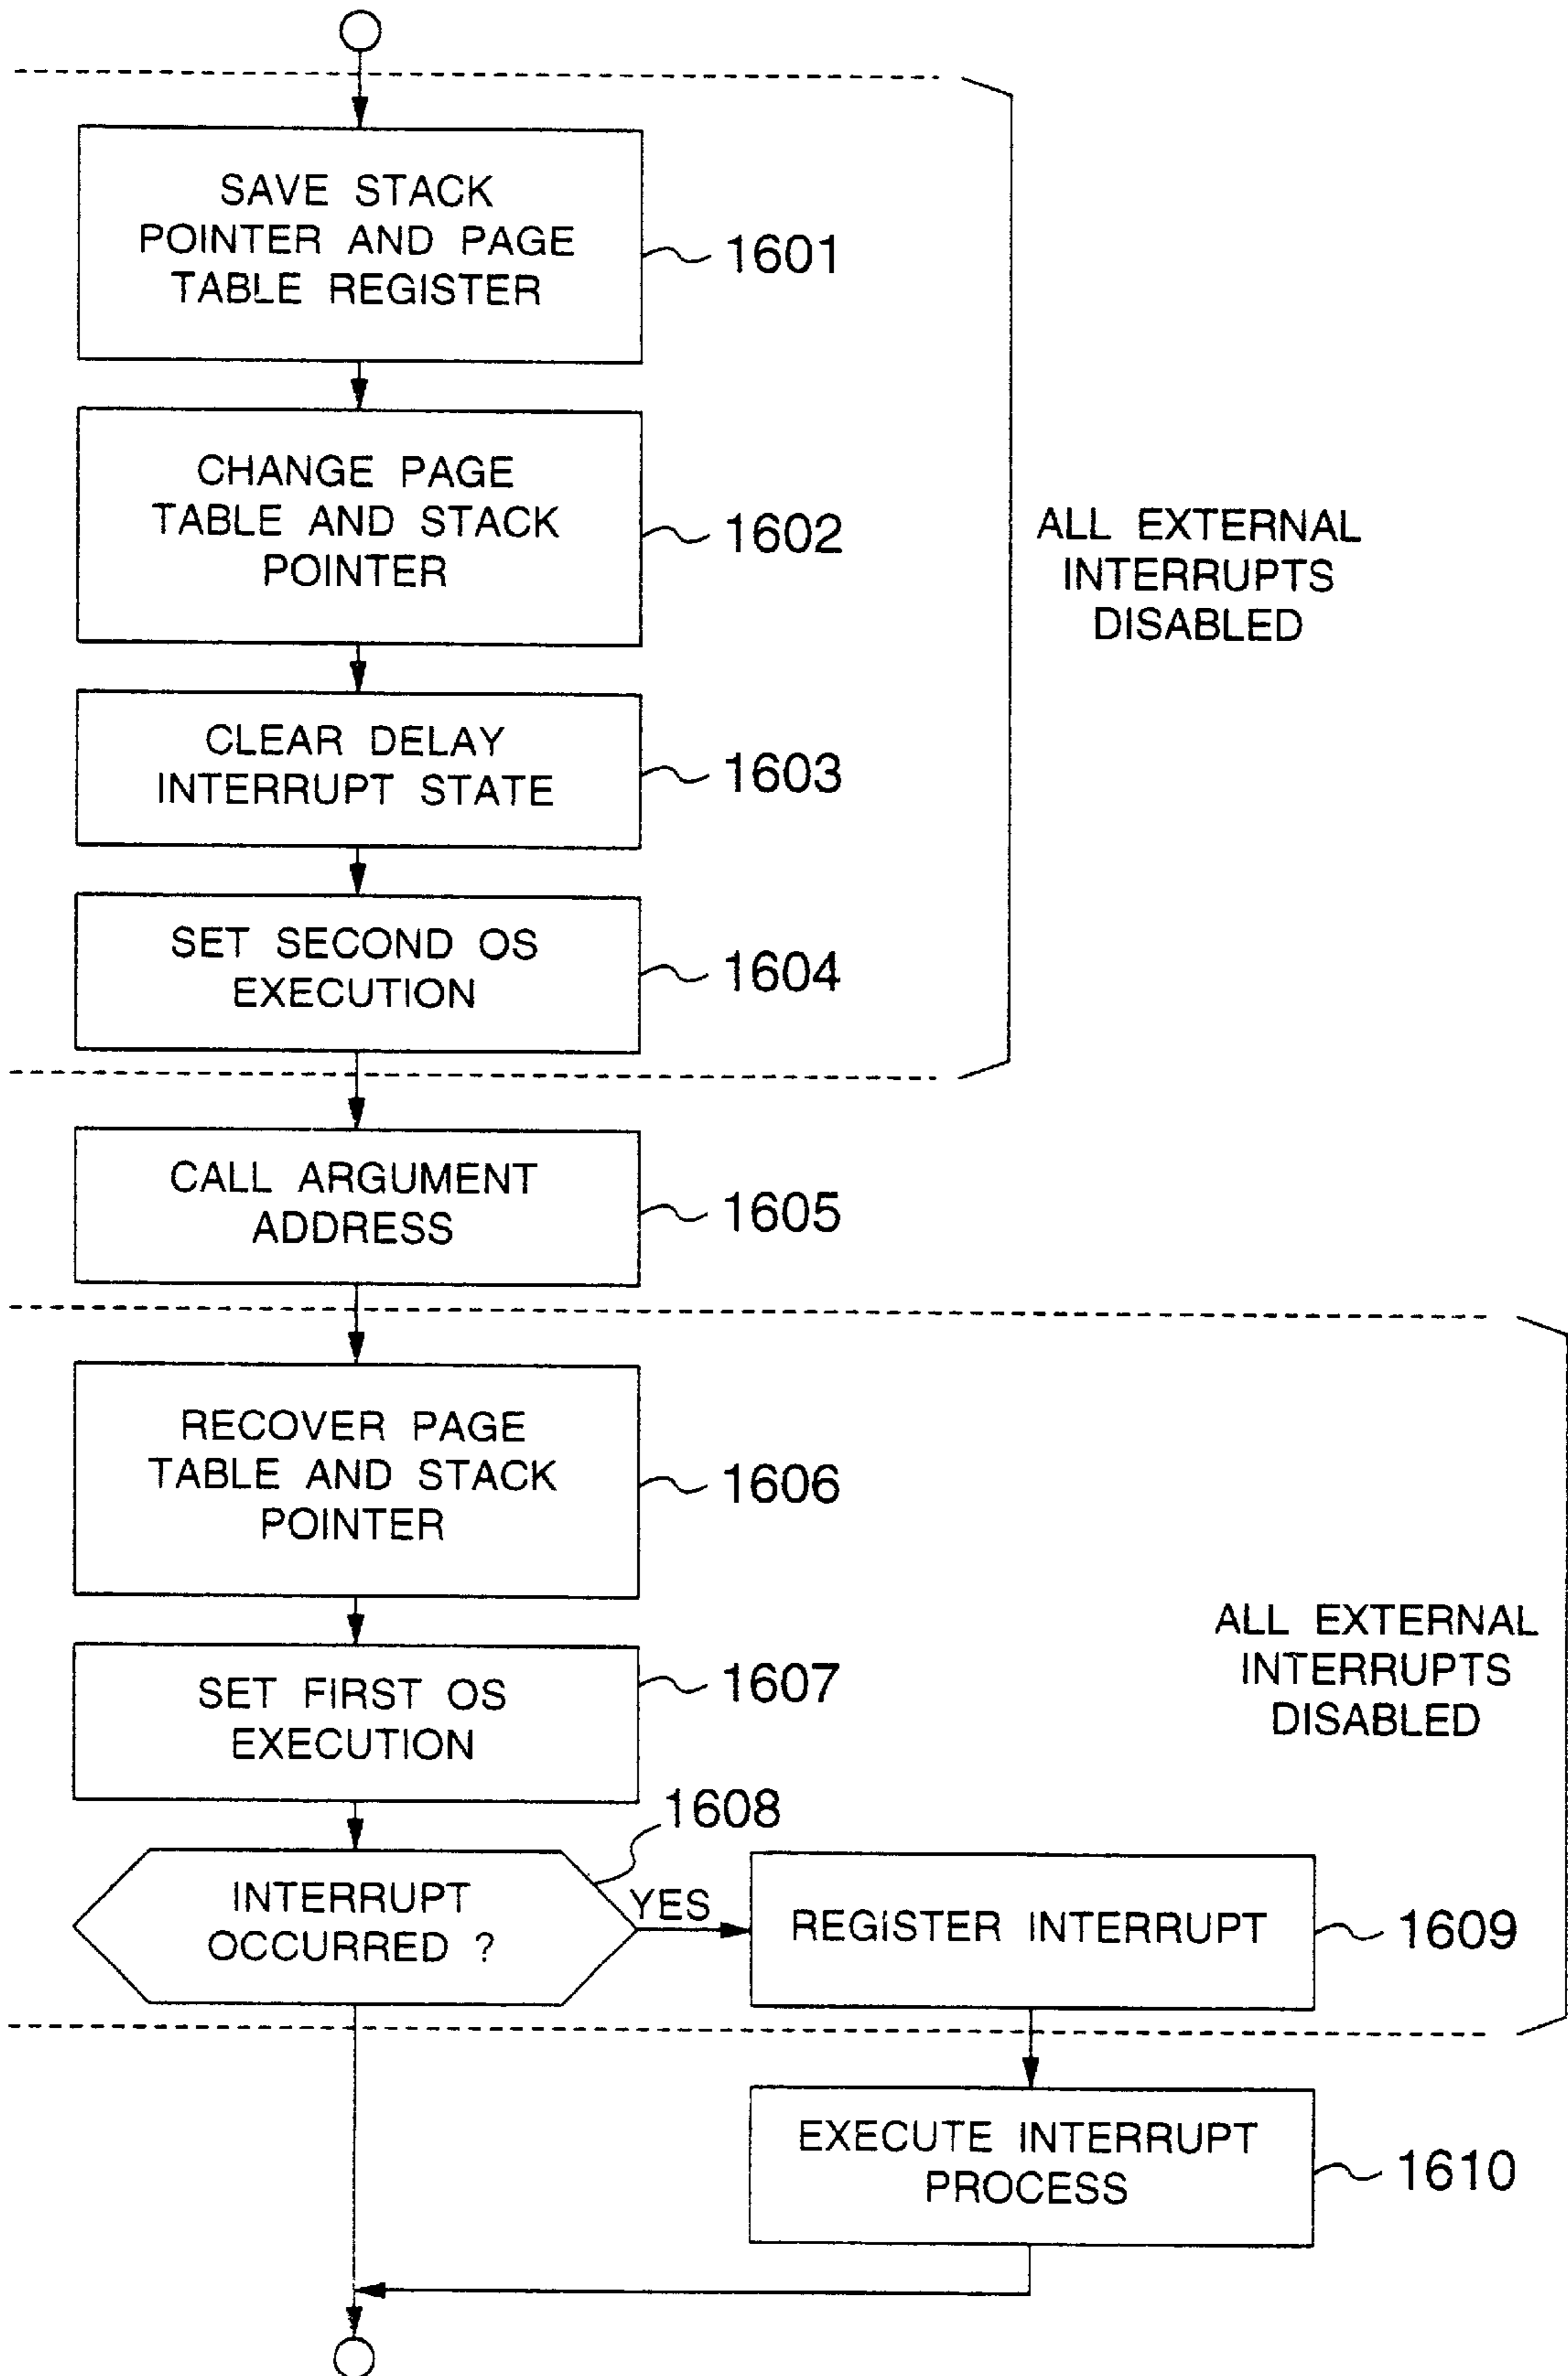 SAVE STACK
POINTER AND PAGE
TABLE REGISTER
1601
CHANGE PAGE
TABLE AND STACK
POINTER
1602
ALL EXTERNAL
INTERRUPTS
DISABLED
CLEAR DELAY
INTERRUPT STATE
1603
SET SECOND OS
EXECUTION
1604
CALL ARGUMENT
ADDRESS
1605
RECOVER PAGE
TABLE AND STACK
POINTER
1606
ALL EXTERNAL
INTERRUPTS
DISABLED
SET FIRST OS
EXECUTION
1607
1608
INTERRUPT
OCCURRED ?
YES
REGISTER INTERRUPT
1609
EXECUTE INTERRUPT
PROCESS
1610